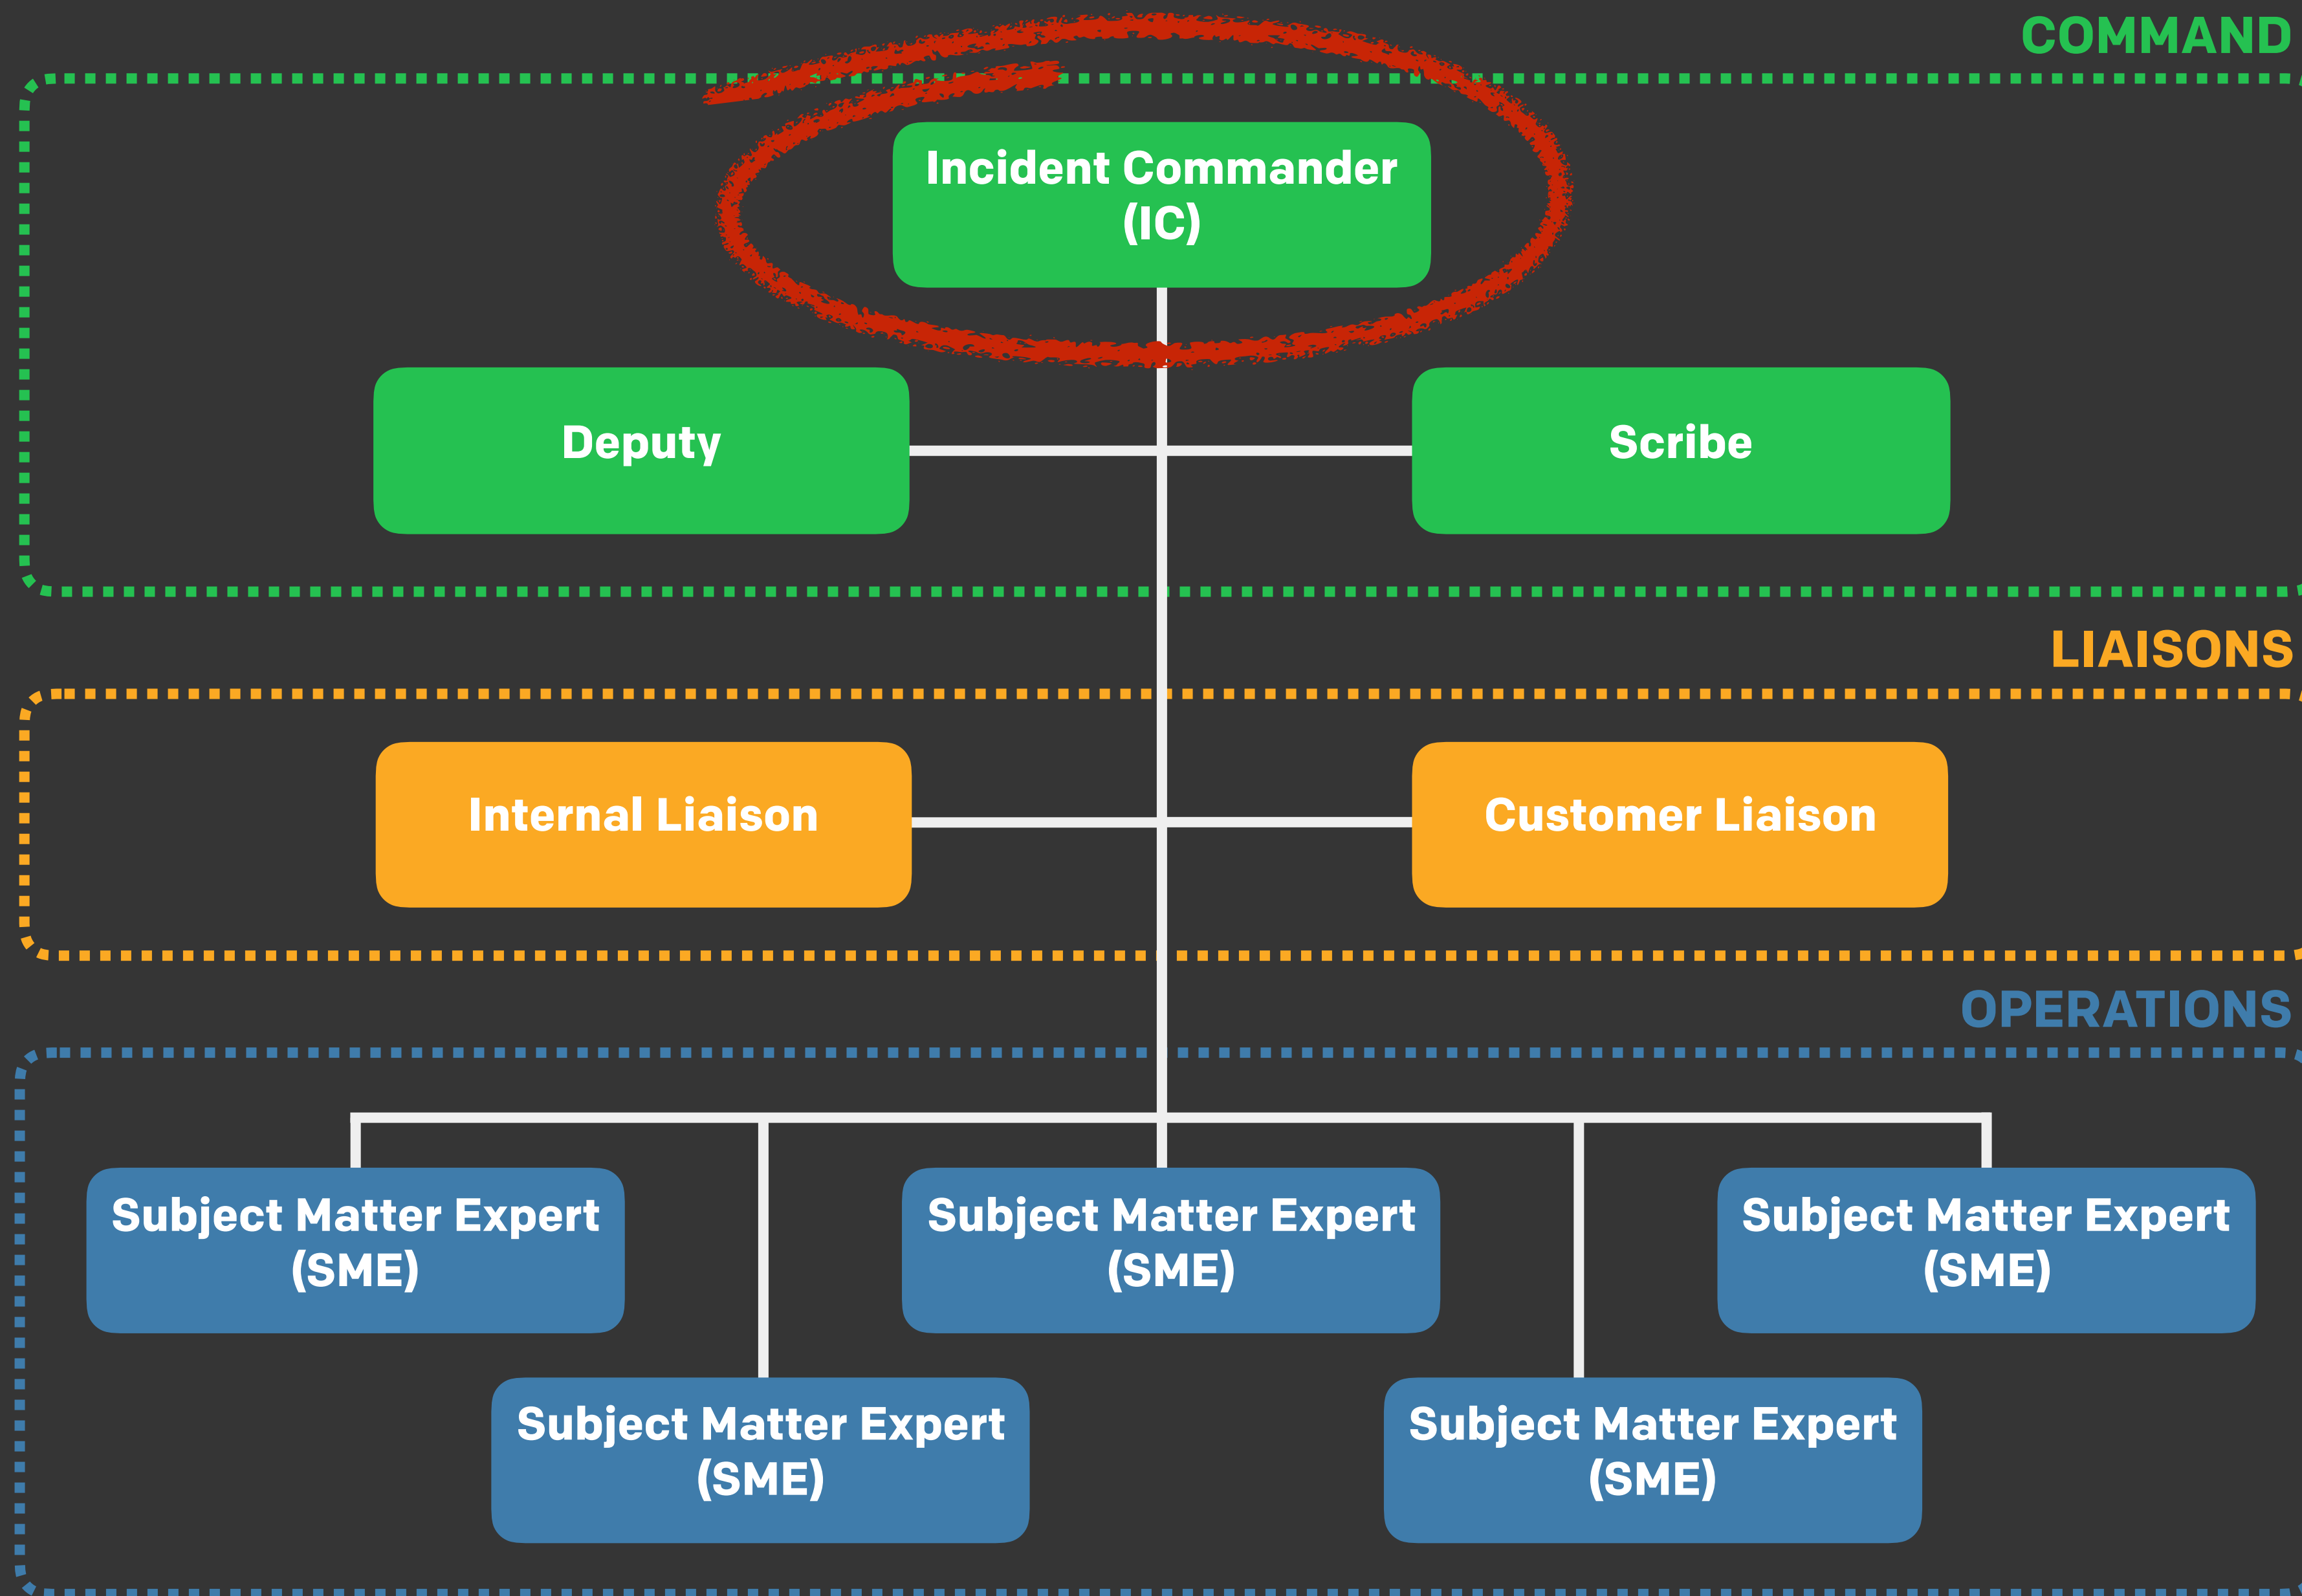 COMMAND
Incident Commander
(IC)
Deputy
Scribe
LIAISONS
Internal Liaison
Customer Liaison
OPERATIONS
Subject Matter Expert
(SME)
Subject Matter Expert
(SME)
Subject Matter Expert
(SME)
Subject Matter Expert
(SME)
Subject Matter Expert
(SME)